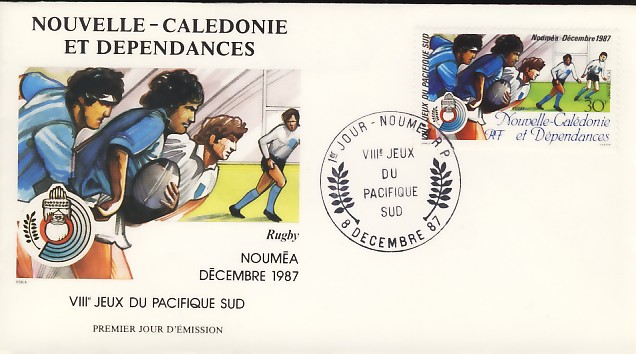 NOUVELLE-CALEDONIE
ET DEPENDANCES
Rugby
NOUMÉA
DÉCEMBRE 1987
VIIIᵉ JEUX DU PACIFIQUE SUD
PREMIER JOUR D'ÉMISSION
1er JOUR - NOUMEA R.P.
VIIIᵉ JEUX
DU
PACIFIQUE
SUD
8 DECEMBRE 87
Nouméa Décembre 1987
VIIIᵉ JEUX DU PACIFIQUE SUD
30F
Nouvelle-Calédonie
RF et Dépendances